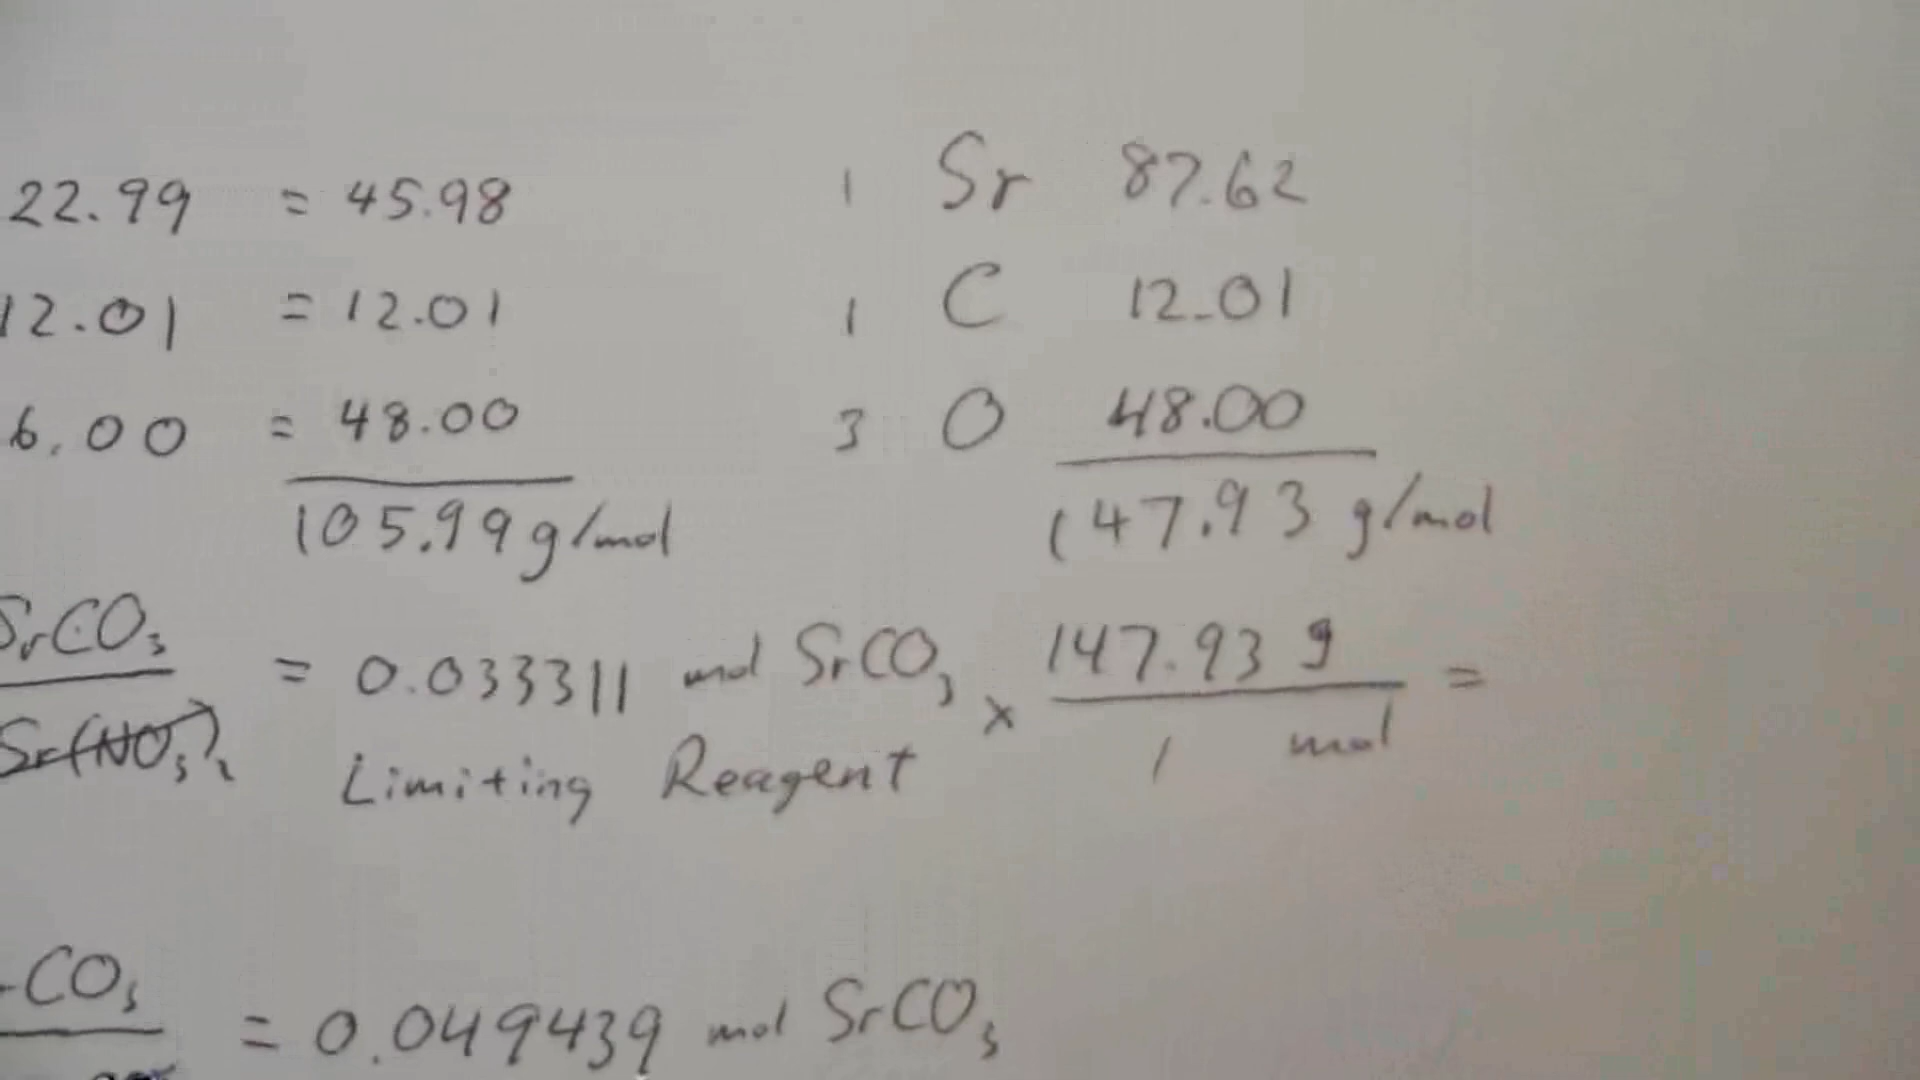 22.99 = 45.98 1 Sr 87.62
12.01 = 12.01 1 C 12.01
6.00 = 48.00 3 O 48.00
105.99 g/mol 147.93 g/mol
SrCO₃ = 0.033311 mol SrCO₃ × 147.93 g =
Sr(NO₃)₂ 1 mol
Limiting Reagent
CO₃ = 0.049439 mol SrCO₃